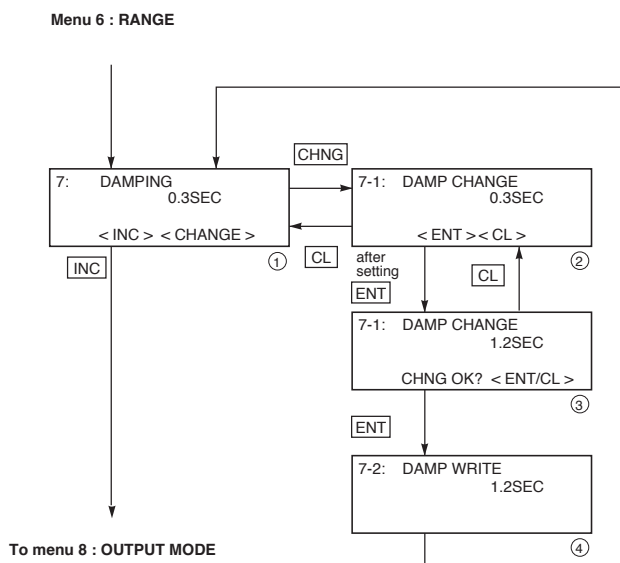 Menu 6 : RANGE
CHNG
7: DAMPING
0.3SEC
< INC > < CHANGE >
1
INC
CL
7-1: DAMP CHANGE
0.3SEC
< ENT >< CL >
2
after
setting
ENT
CL
7-1: DAMP CHANGE
1.2SEC
CHNG OK? < ENT/CL >
3
ENT
7-2: DAMP WRITE
1.2SEC
4
To menu 8 : OUTPUT MODE